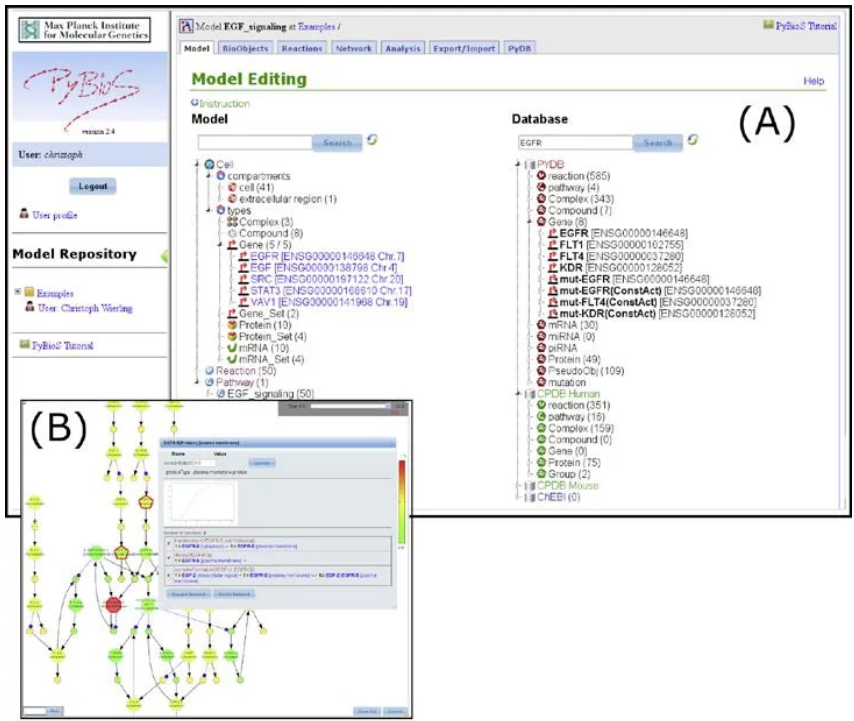 Max Planck Institute
for Molecular Genetics
PyBioS
version 2.4
User: christoph
Logout
User profile
Model Repository
Examples
User: Christoph Wierling
PyBioS Tutorial
Model EGF_signaling at Examples /
PyBioS Tutorial
Model BioObjects Reactions Network Analysis Export/Import PyDB
Model Editing
Help
Instruction
(A)
Model
Search
Cell
compartments
cell (41)
extracellular region (1)
types
Complex (3)
Compound (8)
Gene (5 / 5)
EGFR [ENSG00000146648 Chr.7]
EGF [ENSG00000138798 Chr.4]
SRC [ENSG00000197122 Chr.20]
STAT3 [ENSG00000168610 Chr.17]
VAV1 [ENSG00000141968 Chr.19]
Gene_Set (2)
Protein (10)
Protein_Set (4)
mRNA (10)
mRNA_Set (4)
Reaction (50)
Pathway (1)
EGF_signaling (50)
Database
EGFR
Search
PYDB
reaction (585)
pathway (4)
Complex (343)
Compound (7)
Gene (8)
EGFR [ENSG00000146648]
FLT1 [ENSG00000102755]
FLT4 [ENSG00000037280]
KDR [ENSG00000128052]
mut-EGFR [ENSG00000146648]
mut-EGFR(ConstAct) [ENSG00000146648]
mut-FLT4(ConstAct) [ENSG00000037280]
mut-KDR(ConstAct) [ENSG00000128052]
mRNA (30)
miRNA (0)
piRNA
Protein (49)
PseudoObj (109)
mutation
CPDB Human
reaction (351)
pathway (16)
Complex (159)
Compound (0)
Gene (0)
Protein (75)
Group (2)
CPDB Mouse
ChEBI (0)
(B)
Name Value